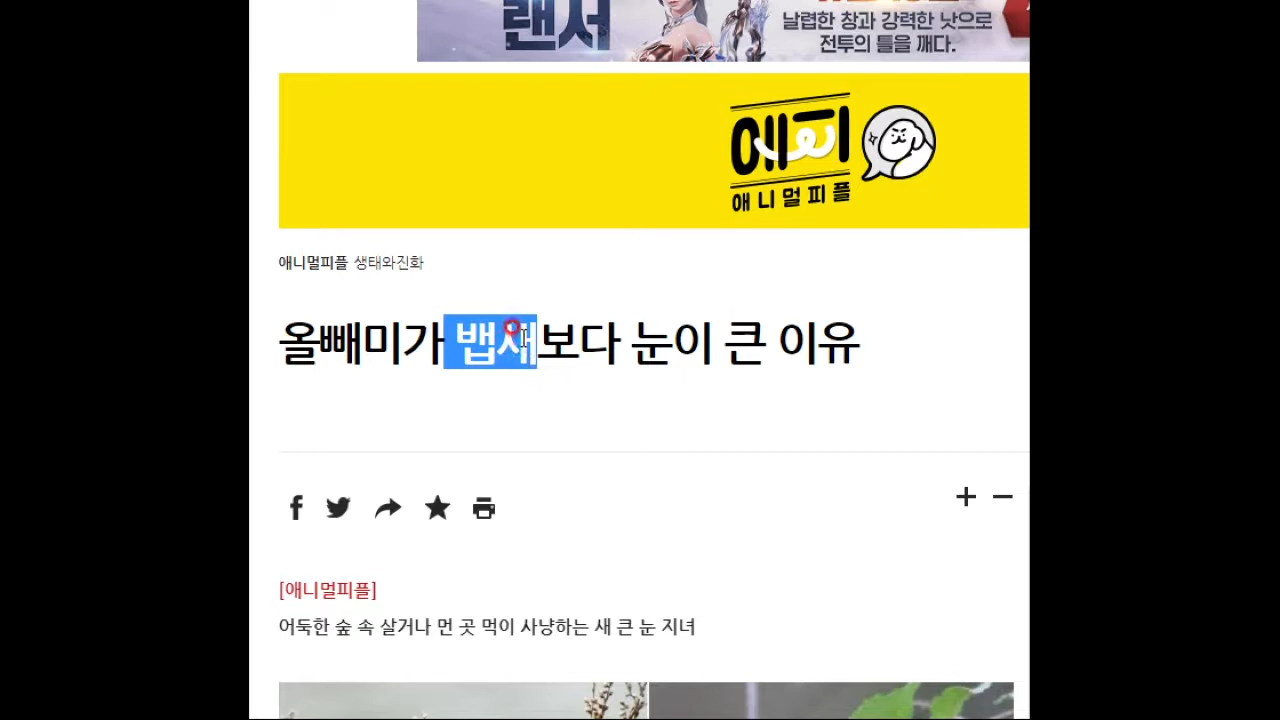 랜서
날렵한 창과 강력한 낫으로
전투의 틀을 깨다.
애피
애니멀피플
애니멀피플 생태와진화
올빼미가 뱁새보다 눈이 큰 이유
[애니멀피플]
어둑한 숲 속 살거나 먼 곳 먹이 사냥하는 새 큰 눈 지녀